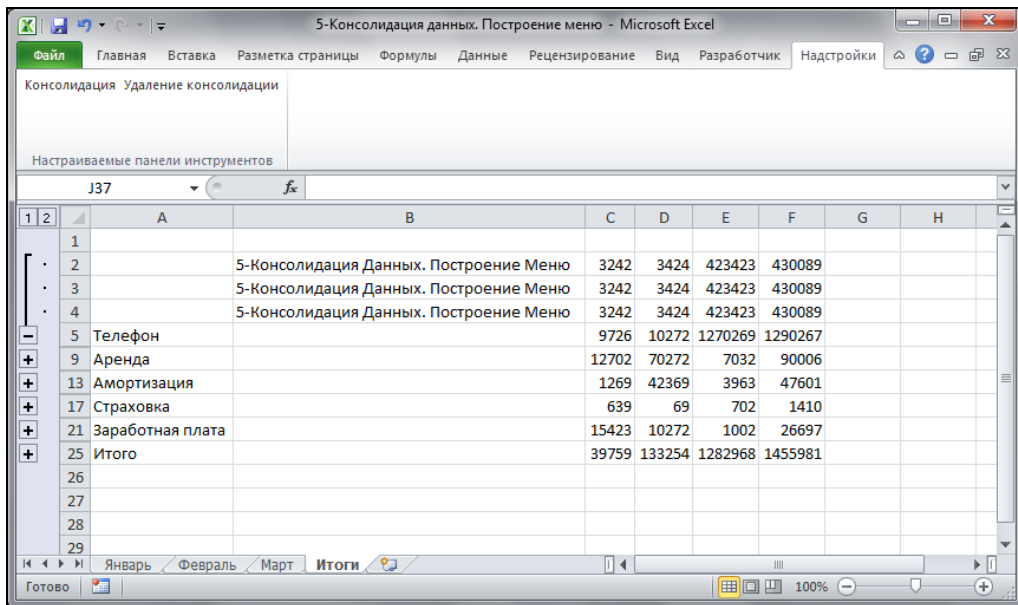 5-Консолидация данных. Построение меню - Microsoft Excel
Файл Главная Вставка Разметка страницы Формулы Данные Рецензирование Вид Разработчик Надстройки
Консолидация Удаление консолидации
Настраиваемые панели инструментов
J37 fx
1 2 A B C D E F G H
1
2 5-Консолидация Данных. Построение Меню 3242 3424 423423 430089
3 5-Консолидация Данных. Построение Меню 3242 3424 423423 430089
4 5-Консолидация Данных. Построение Меню 3242 3424 423423 430089
5 Телефон 9726 10272 1270269 1290267
9 Аренда 12702 70272 7032 90006
13 Амортизация 1269 42369 3963 47601
17 Страховка 639 69 702 1410
21 Заработная плата 15423 10272 1002 26697
25 Итого 39759 133254 1282968 1455981
26
27
28
29
Январь Февраль Март Итоги
Готово 100%